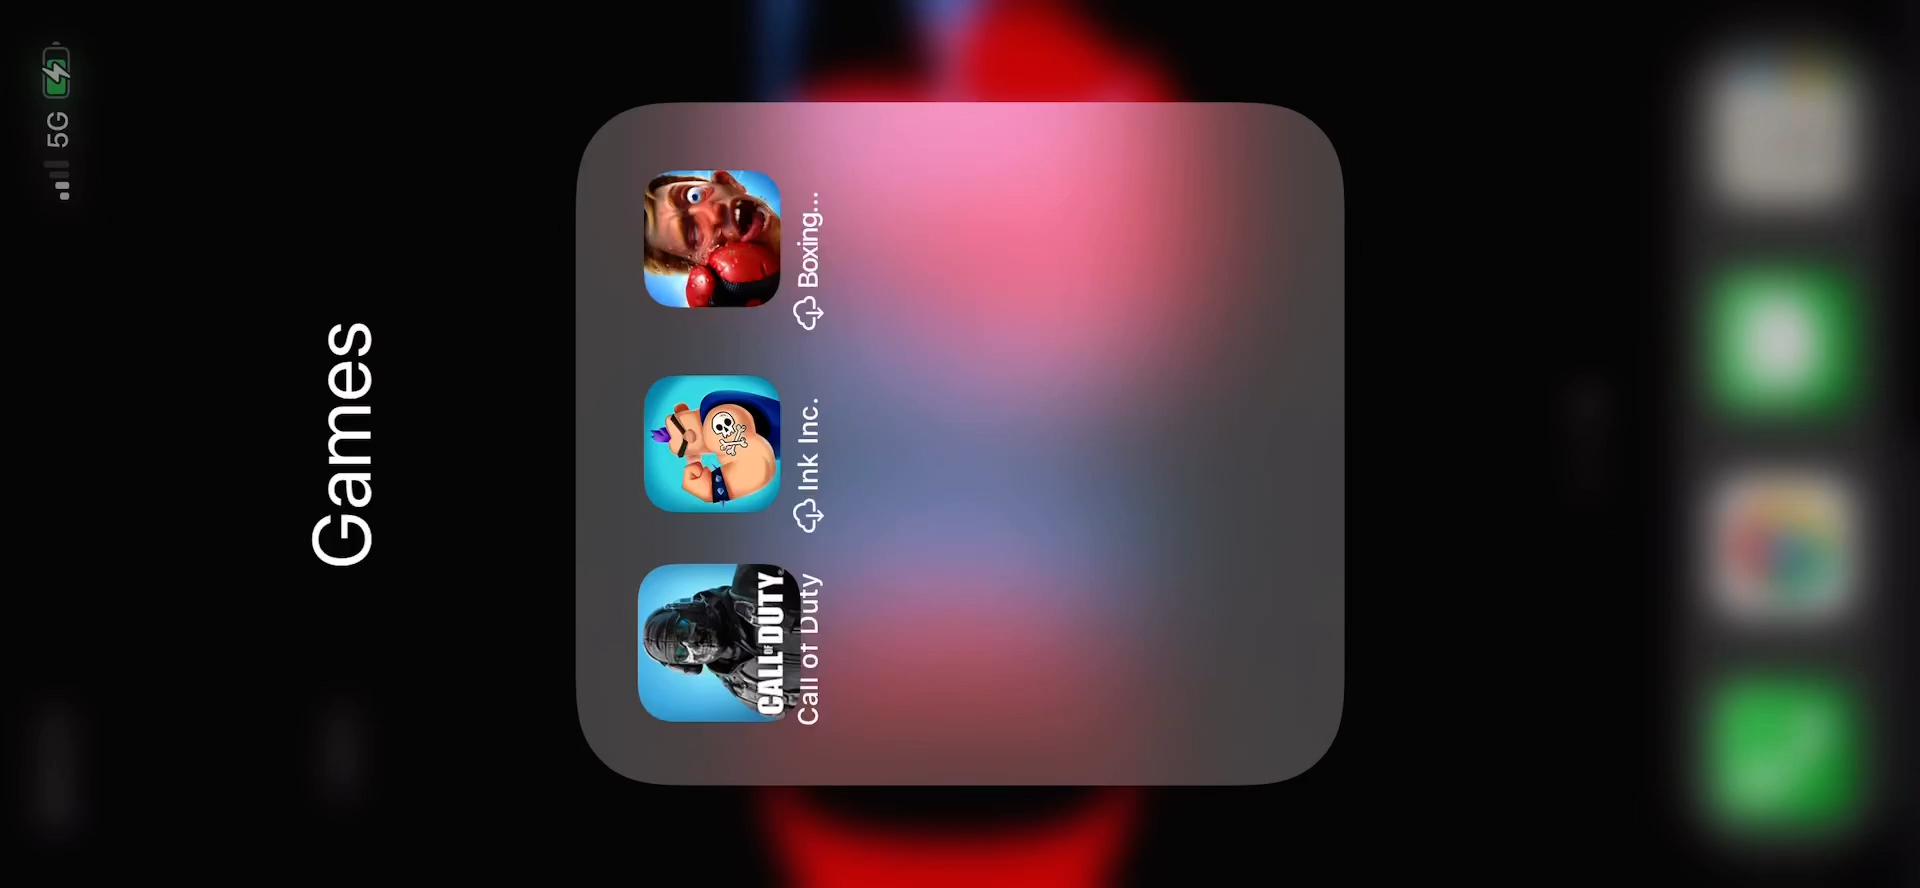 5G
Games
CALL OF DUTY
Call of Duty
Ink Inc.
Boxing...